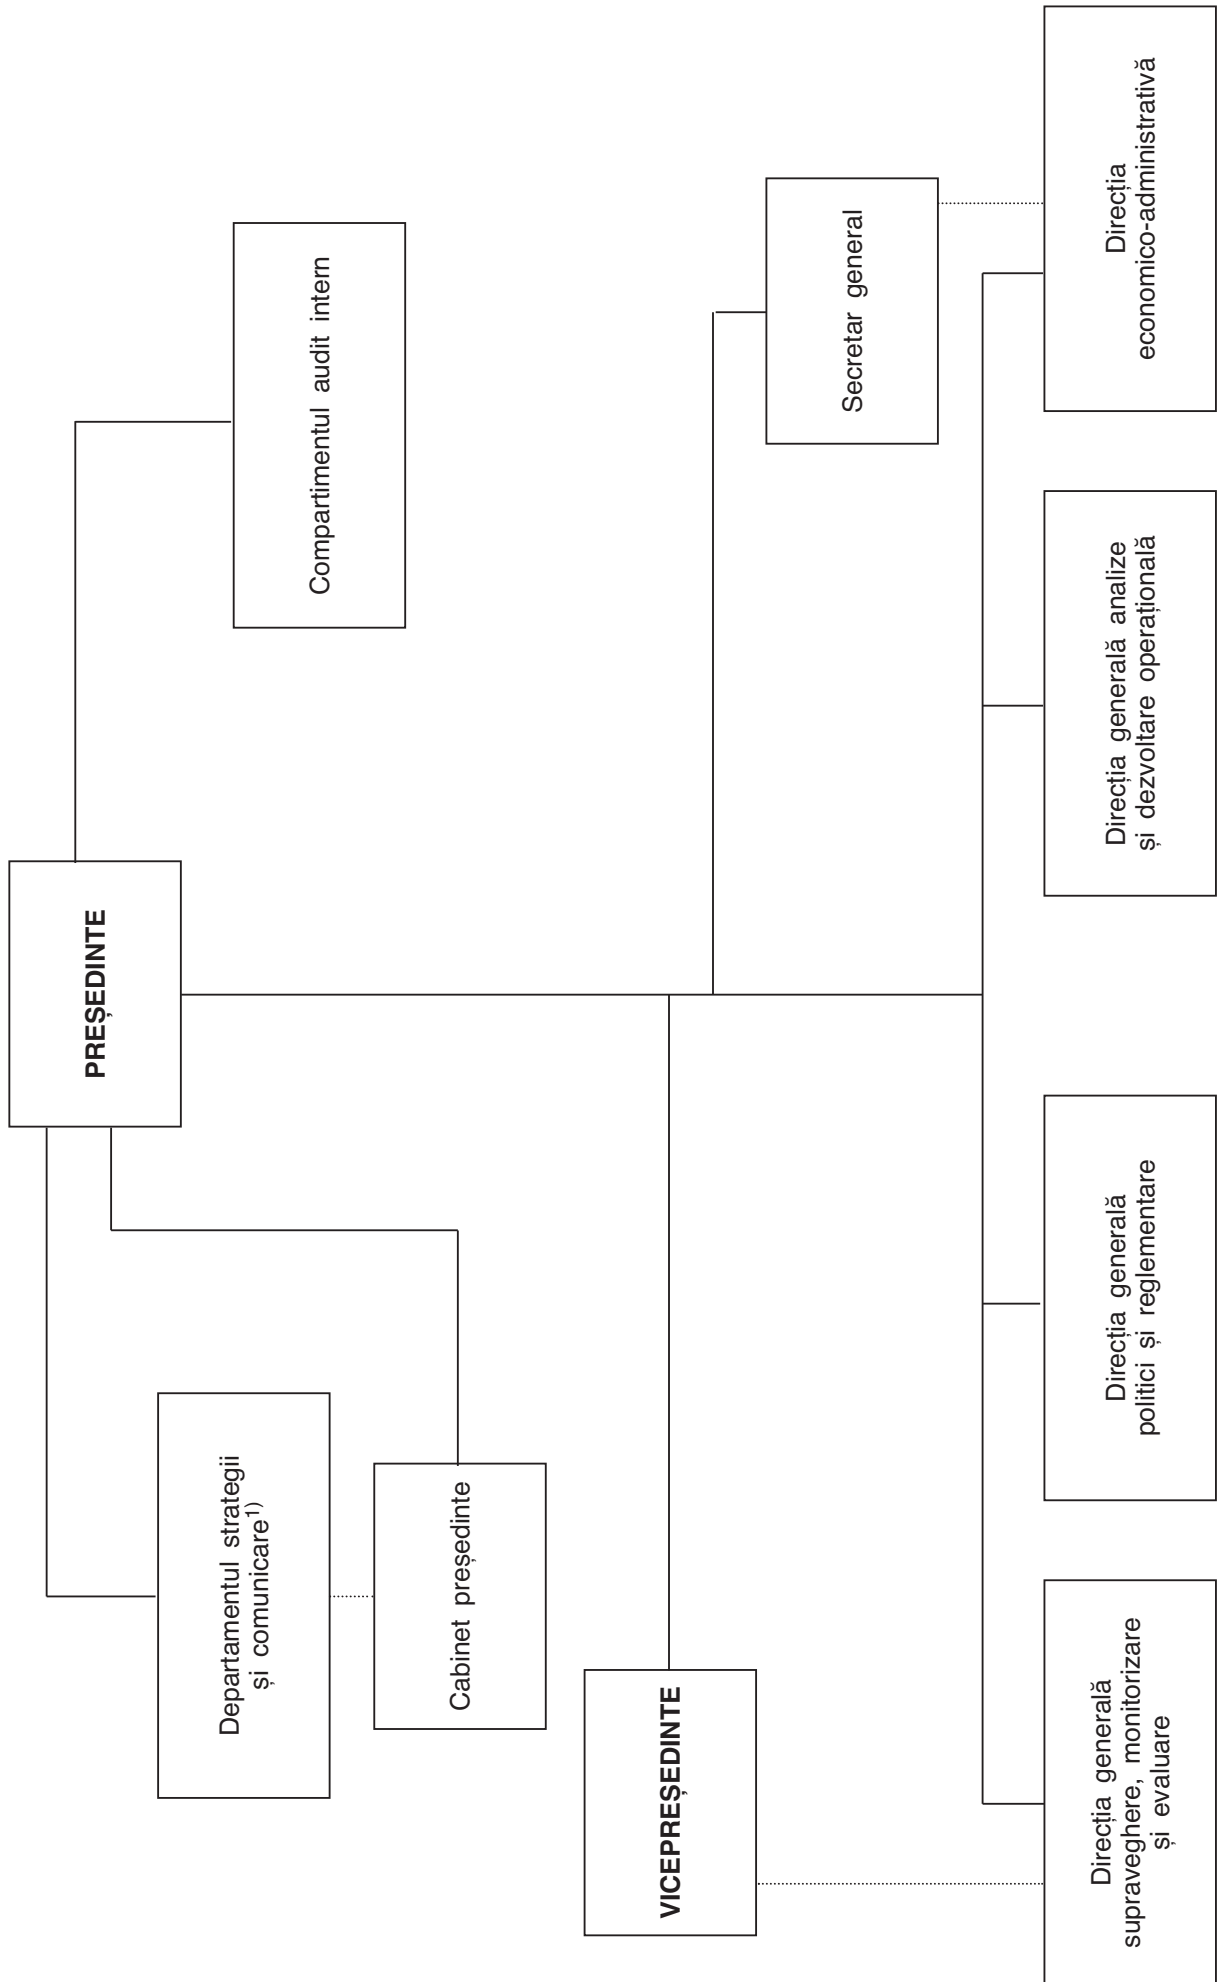 PREȘEDINTE
Departamentul strategii
și comunicare1)
Compartimentul audit intern
Cabinet președinte
VICEPREȘEDINTE
Secretar general
Direcția generală
supraveghere, monitorizare
și evaluare
Direcția generală
politici și reglementare
Direcția generală analize
și dezvoltare operațională
Direcția
economico-administrativă